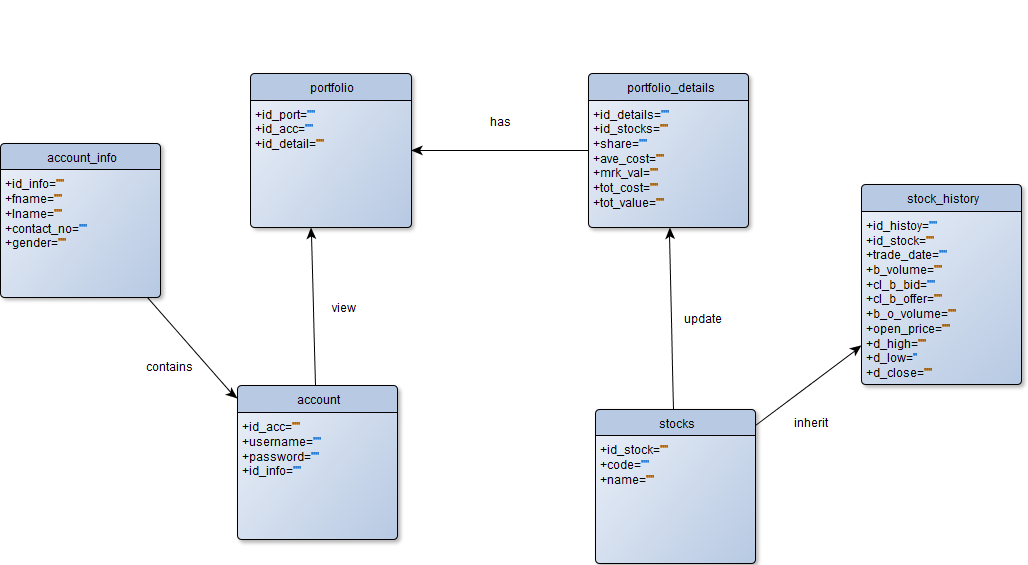 portfolio
+id_port=""
+id_acc=""
+id_detail=""
has
portfolio_details
+id_details=""
+id_stocks=""
+share=""
+ave_cost=""
+mrk_val=""
+tot_cost=""
+tot_value=""
account_info
+id_info=""
+fname=""
+lname=""
+contact_no=""
+gender=""
stock_history
+id_histoy=""
+id_stock=""
+trade_date=""
+b_volume=""
+cl_b_bid=""
+cl_b_offer=""
+b_o_volume=""
+open_price=""
+d_high=""
+d_low="
+d_close=""
view
update
contains
inherit
account
+id_acc=""
+username=""
+password=""
+id_info=""
stocks
+id_stock=""
+code=""
+name=""